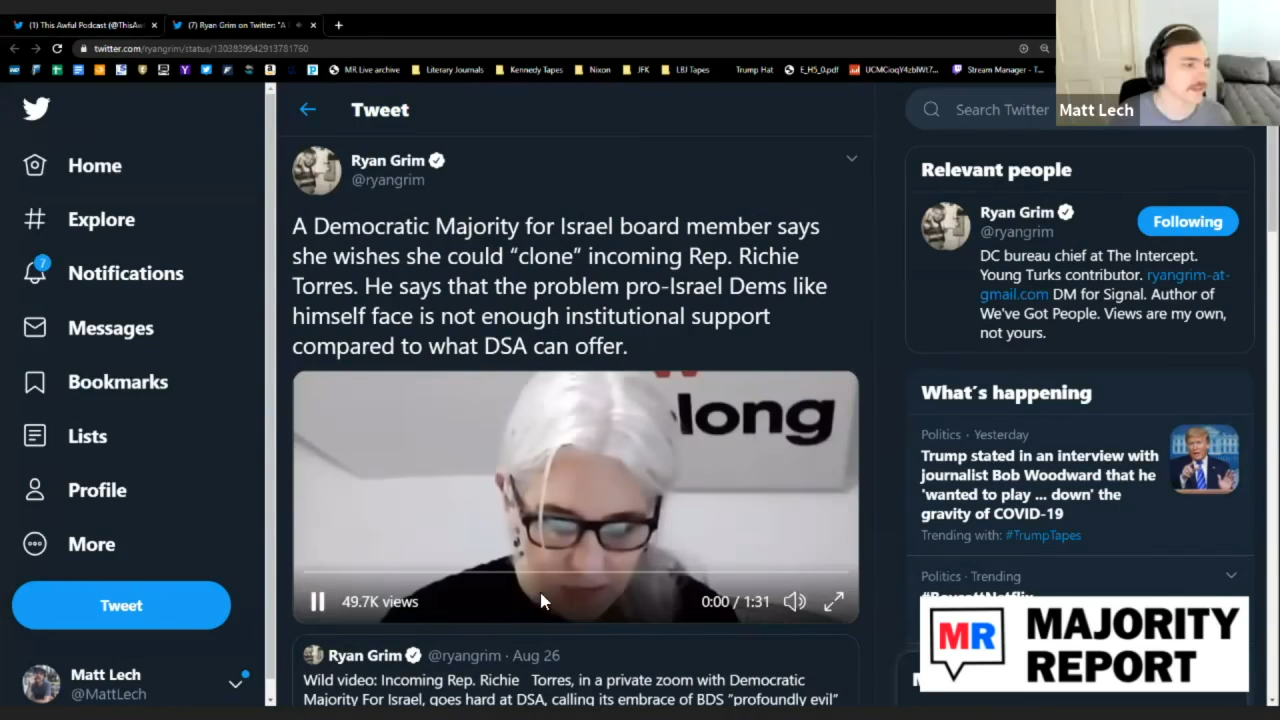 (1) This Awful Podcast (@ThisAw
(7) Ryan Grim on Twitter: "A
twitter.com/ryangrim/status/1303839942913781760
MR Live archive
Literary Journals
Kennedy Tapes
Nixon
JFK
LBJ Tapes
Trump Hat
E_H5_0.pdf
Stream Manager - T...
Matt Lech
Home
Explore
7
Notifications
Messages
Bookmarks
Lists
Profile
More
Tweet
Matt Lech
@MattLech
Tweet
Ryan Grim
@ryangrim
A Democratic Majority for Israel board member says
she wishes she could “clone” incoming Rep. Richie
Torres. He says that the problem pro-Israel Dems like
himself face is not enough institutional support
compared to what DSA can offer.
long
49.7K views
0:00 / 1:31
Ryan Grim @ryangrim · Aug 26
Wild video: Incoming Rep. Richie Torres, in a private zoom with Democratic
Majority For Israel, goes hard at DSA, calling its embrace of BDS “profoundly evil”
Search Twitter
Relevant people
Ryan Grim
@ryangrim
Following
DC bureau chief at The Intercept.
Young Turks contributor. ryangrim-at-
gmail.com DM for Signal. Author of
We've Got People. Views are my own,
not yours.
What's happening
Politics · Yesterday
Trump stated in an interview with
journalist Bob Woodward that he
'wanted to play ... down' the
gravity of COVID-19
Trending with: #TrumpTapes
Politics · Trending
#BoycottNetflix
MR
MAJORITY
REPORT